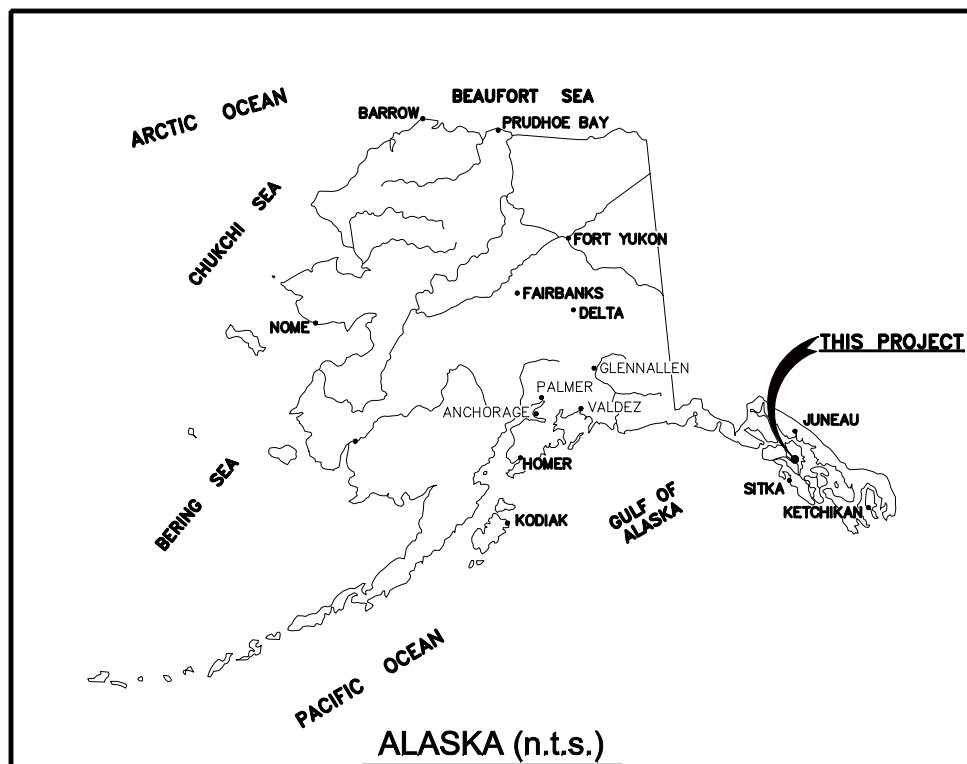 ARCTIC OCEAN
BEAUFORT SEA
BARROW
PRUDHOE BAY
CHUKCHI SEA
FORT YUKON
FAIRBANKS
DELTA
NOME
THIS PROJECT
GLENNALLEN
PALMER
ANCHORAGE
VALDEZ
JUNEAU
HOMER
BERING SEA
SITKA
KETCHIKAN
GULF OF
ALASKA
KODIAK
PACIFIC OCEAN
ALASKA (n.t.s.)